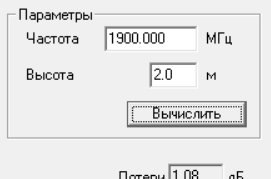 Параметры
Частота 1900.000 МГц
Высота 2.0 м
Вычислить
Потери 1.08 дБ